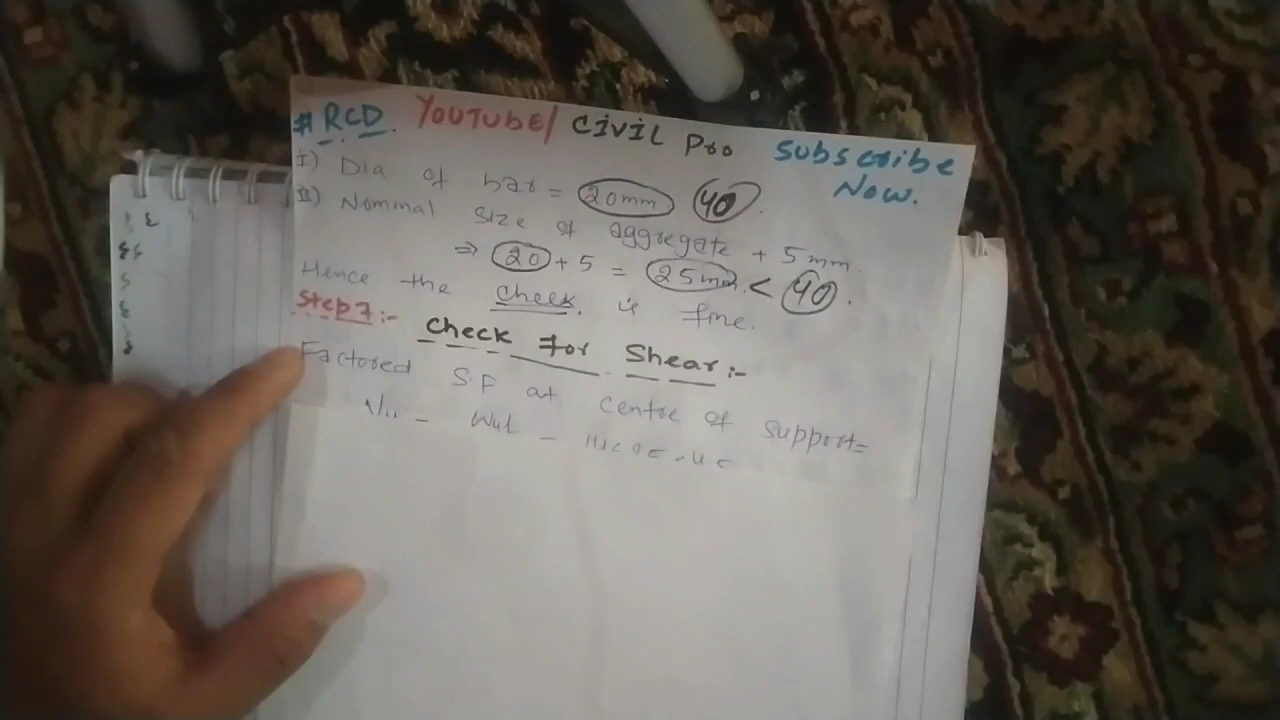 #RCD. YOUTUBE/ CIVIL Pro Subscribe Now.
I) Dia of bar = 20mm 40.
II) Nominal size of aggregate + 5mm
⇒ 20 + 5 = 25mm. < 40.
Hence the check is fine.
Step 7:-
Check For Shear:-
Factored S.F at centre of support=